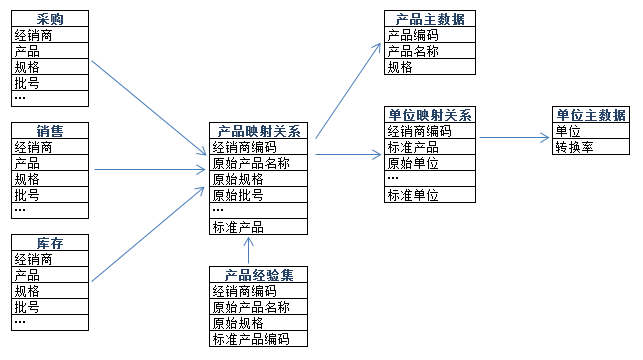 采购
经销商
产品
规格
批号
…
销售
经销商
产品
规格
批号
…
库存
经销商
产品
规格
批号
…
产品映射关系
经销商编码
原始产品名称
原始规格
原始批号
…
标准产品
产品经验集
经销商编码
原始产品名称
原始规格
标准产品编码
产品主数据
产品编码
产品名称
规格
单位映射关系
经销商编码
标准产品
原始单位
…
标准单位
单位主数据
单位
转换率